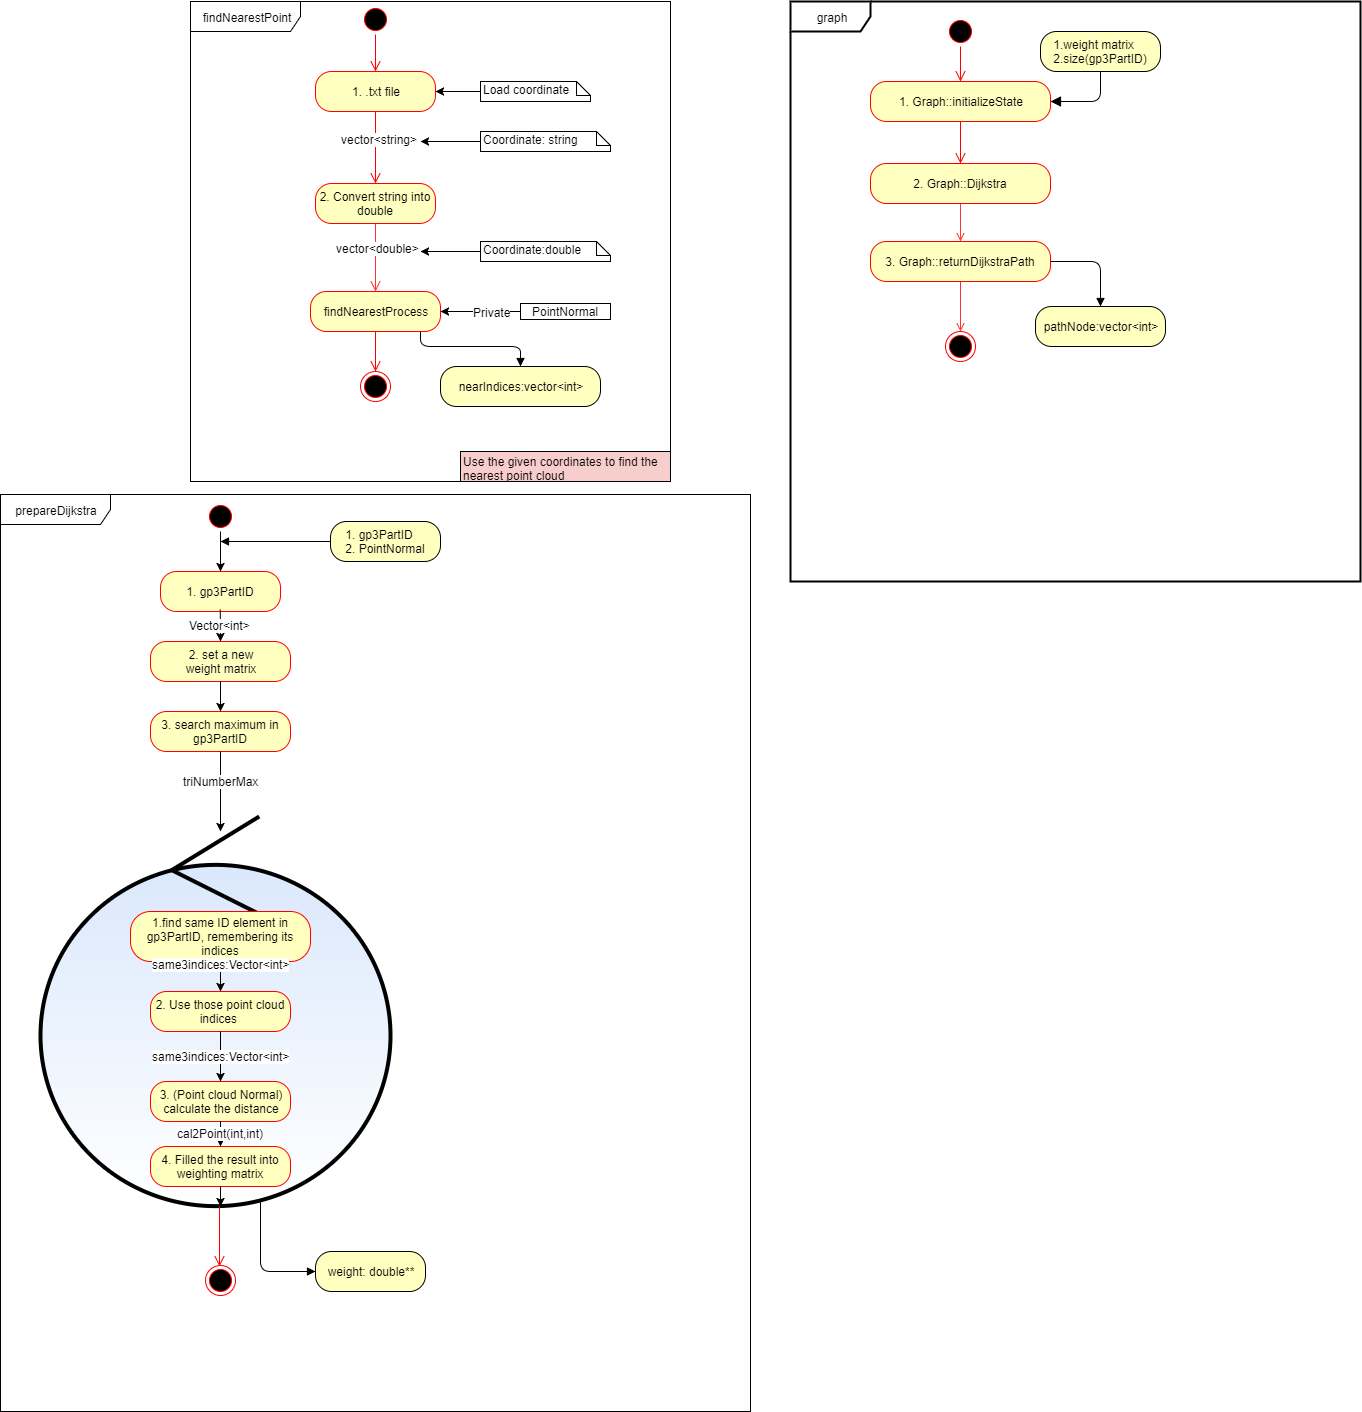 findNearestPoint
1. .txt file
Load coordinate
vector<string>
Coordinate: string
2. Convert string into
double
vector<double>
Coordinate:double
findNearestProcess
Private
PointNormal
nearIndices:vector<int>
Use the given coordinates to find the
nearest point cloud
graph
1.weight matrix
2.size(gp3PartID)
1. Graph::initializeState
2. Graph::Dijkstra
3. Graph::returnDijkstraPath
pathNode:vector<int>
prepareDijkstra
1. gp3PartID
2. PointNormal
1. gp3PartID
Vector<int>
2. set a new
weight matrix
3. search maximum in
gp3PartID
triNumberMax
1.find same ID element in
gp3PartID, remembering its
indices
same3indices:Vector<int>
2. Use those point cloud
indices
same3indices:Vector<int>
3. (Point cloud Normal)
calculate the distance
cal2Point(int,int)
4. Filled the result into
weighting matrix
weight: double**